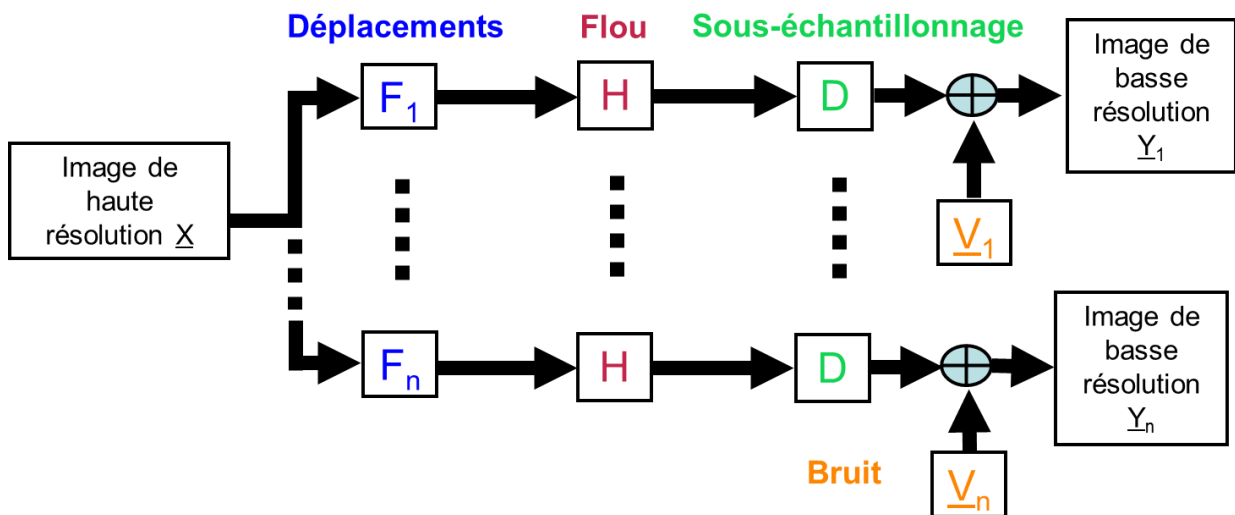 Déplacements
Flou
Sous-échantillonnage
Image de
haute
résolution X
F1
H
D
V1
Image de
basse
résolution
Y1
Fn
H
D
Bruit
Vn
Image de
basse
résolution
Yn